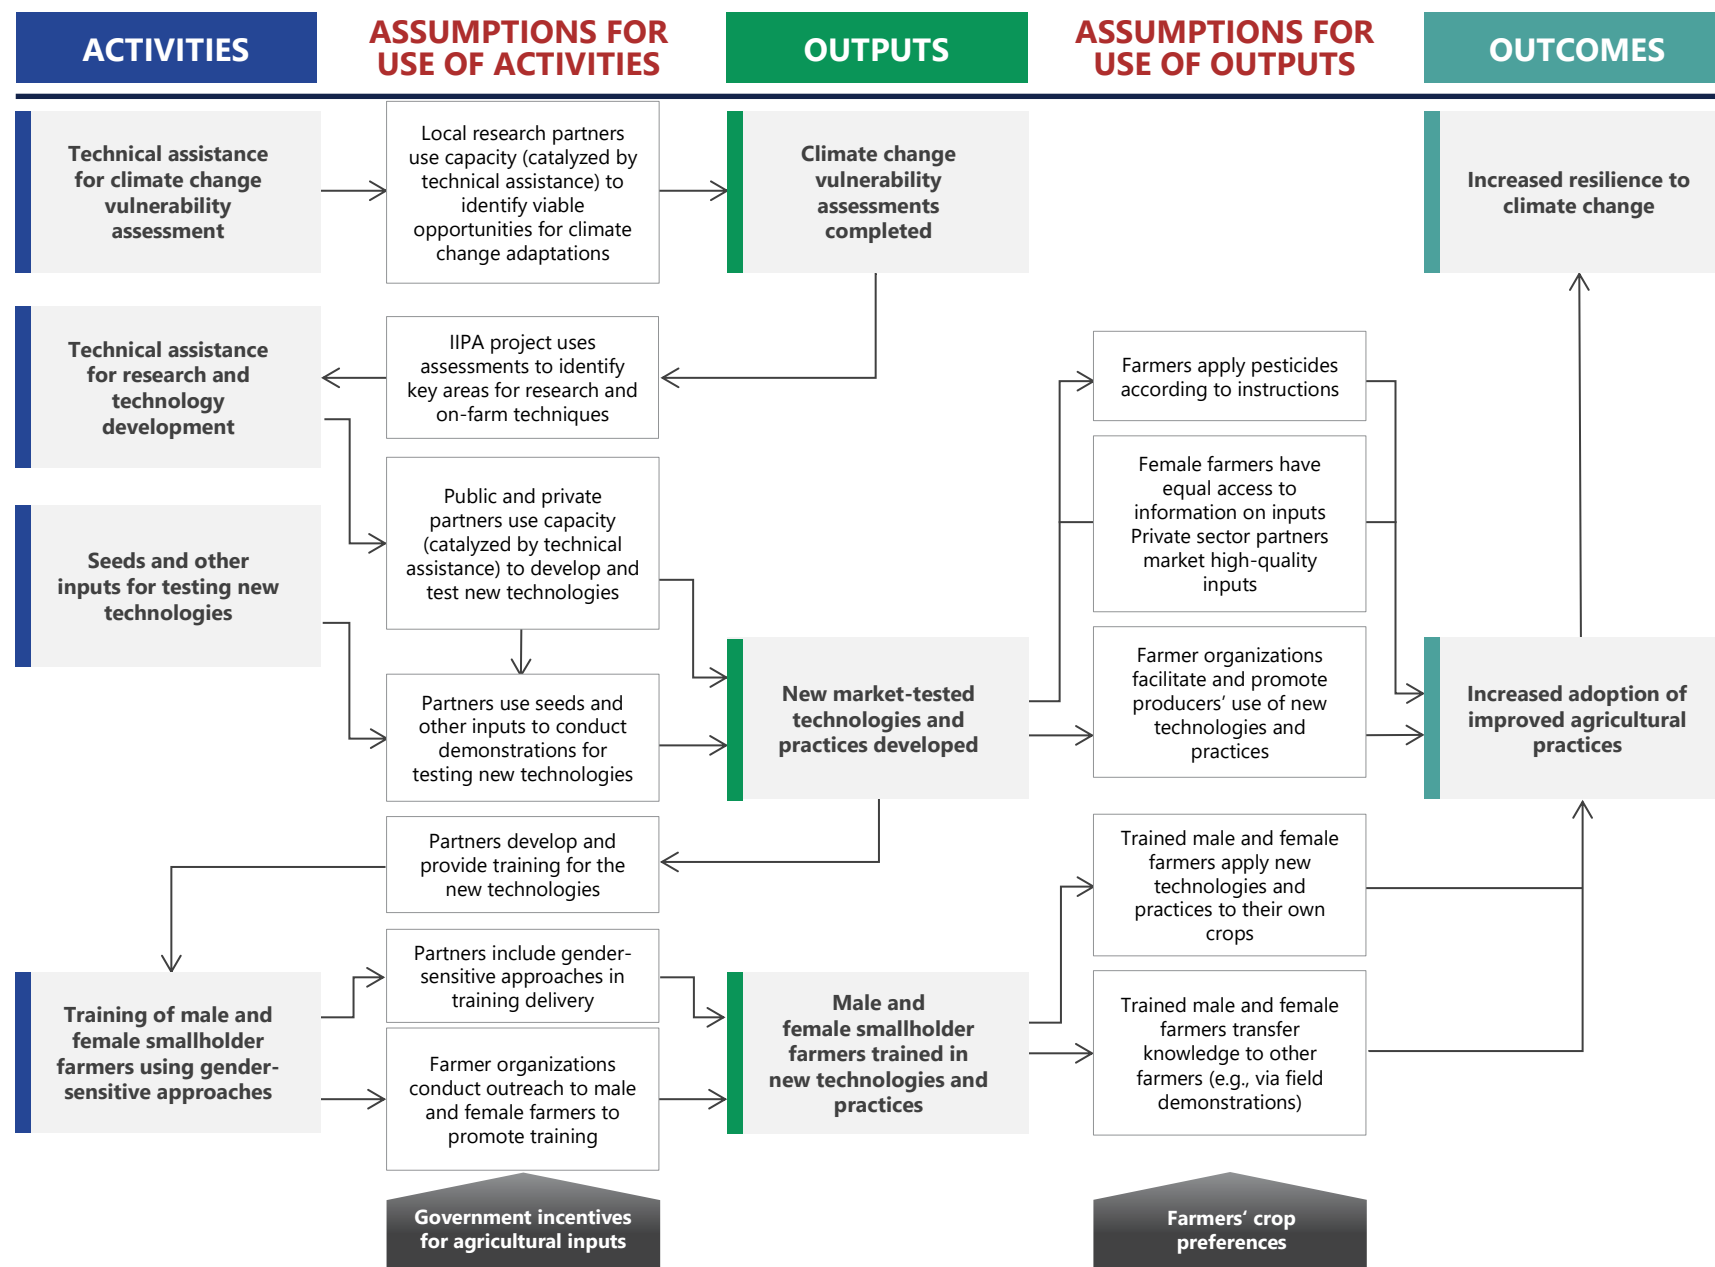 ACTIVITIES
ASSUMPTIONS FOR
USE OF ACTIVITIES
OUTPUTS
ASSUMPTIONS FOR
USE OF OUTPUTS
OUTCOMES
Technical assistance
for climate change
vulnerability
assessment
Local research partners
use capacity (catalyzed by
technical assistance) to
identify viable
opportunities for climate
change adaptations
Climate change
vulnerability
assessments
completed
Increased resilience to
climate change
Technical assistance
for research and
technology
development
IIPA project uses
assessments to identify
key areas for research and
on-farm techniques
Farmers apply pesticides
according to instructions
Public and private
partners use capacity
(catalyzed by technical
assistance) to develop and
test new technologies
Female farmers have
equal access to
information on inputs
Private sector partners
market high-quality
inputs
Seeds and other
inputs for testing new
technologies
Partners use seeds and
other inputs to conduct
demonstrations for
testing new technologies
New market-tested
technologies and
practices developed
Farmer organizations
facilitate and promote
producers’ use of new
technologies and
practices
Increased adoption of
improved agricultural
practices
Partners develop and
provide training for the
new technologies
Trained male and female
farmers apply new
technologies and
practices to their own
crops
Training of male and
female smallholder
farmers using gender-
sensitive approaches
Partners include gender-
sensitive approaches in
training delivery
Farmer organizations
conduct outreach to male
and female farmers to
promote training
Male and
female smallholder
farmers trained in
new technologies and
practices
Trained male and female
farmers transfer
knowledge to other
farmers (e.g., via field
demonstrations)
Government incentives
for agricultural inputs
Farmers’ crop
preferences